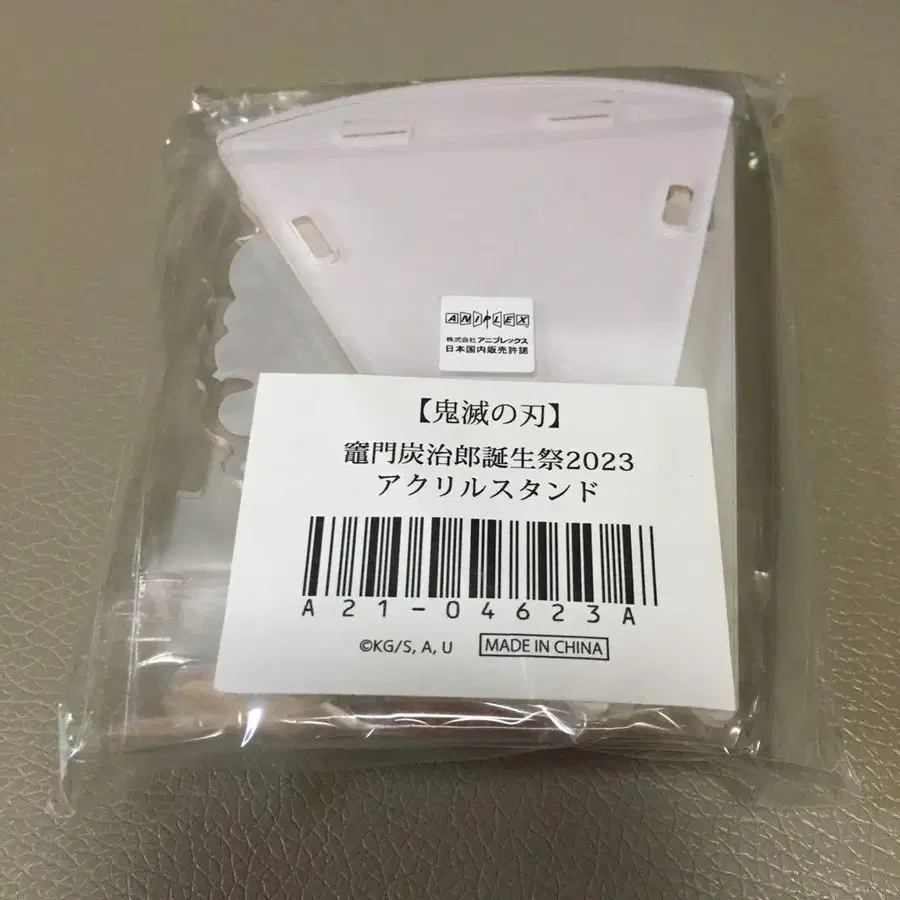 ANIPLEX
株式会社アニプレックス
日本国内販売許諾
【鬼滅の刃】
竈門炭治郎誕生祭2023
アクリルスタンド
A21-04623A
©KG/S, A, U MADE IN CHINA